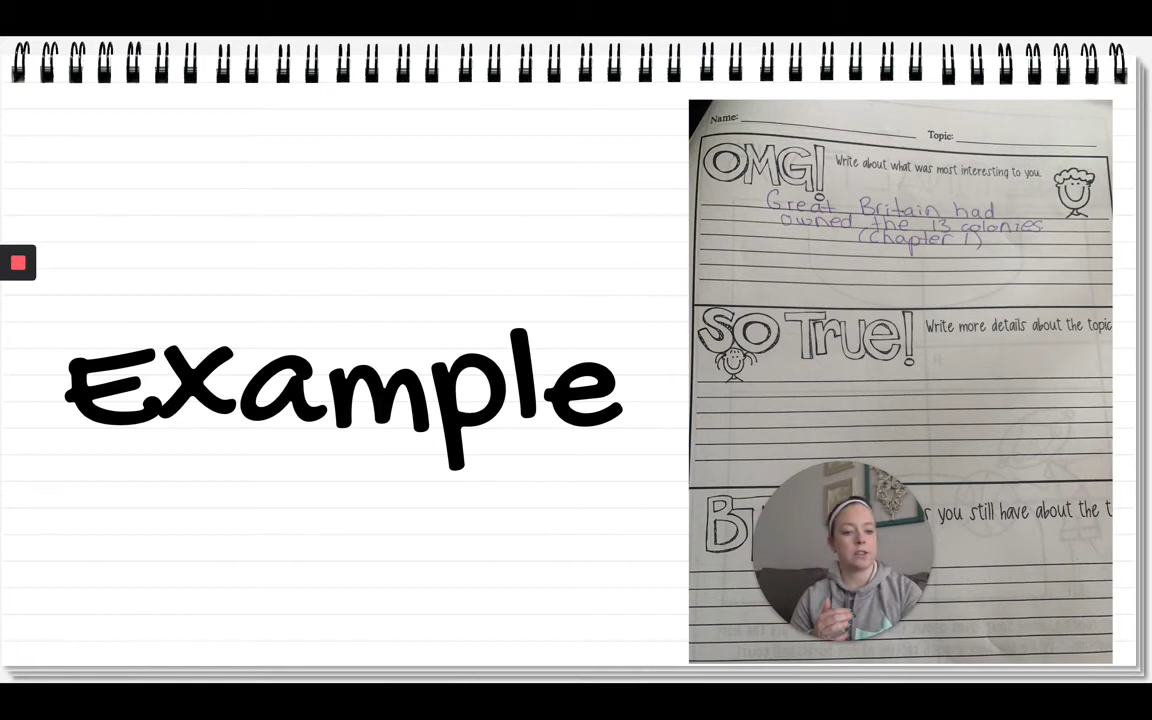 Example
Name:
Topic:
OMG! Write about what was most interesting to you.
Great Britain had
owned the 13 colonies
(Chapter 1)
SO True! Write more details about the topic
BT
s you still have about the t